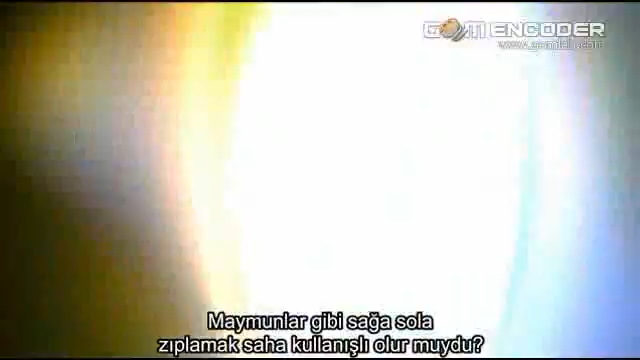 GOM ENCODER
Maymunlar gibi sağa sola
zıplamak saha kullanışlı olur muydu?